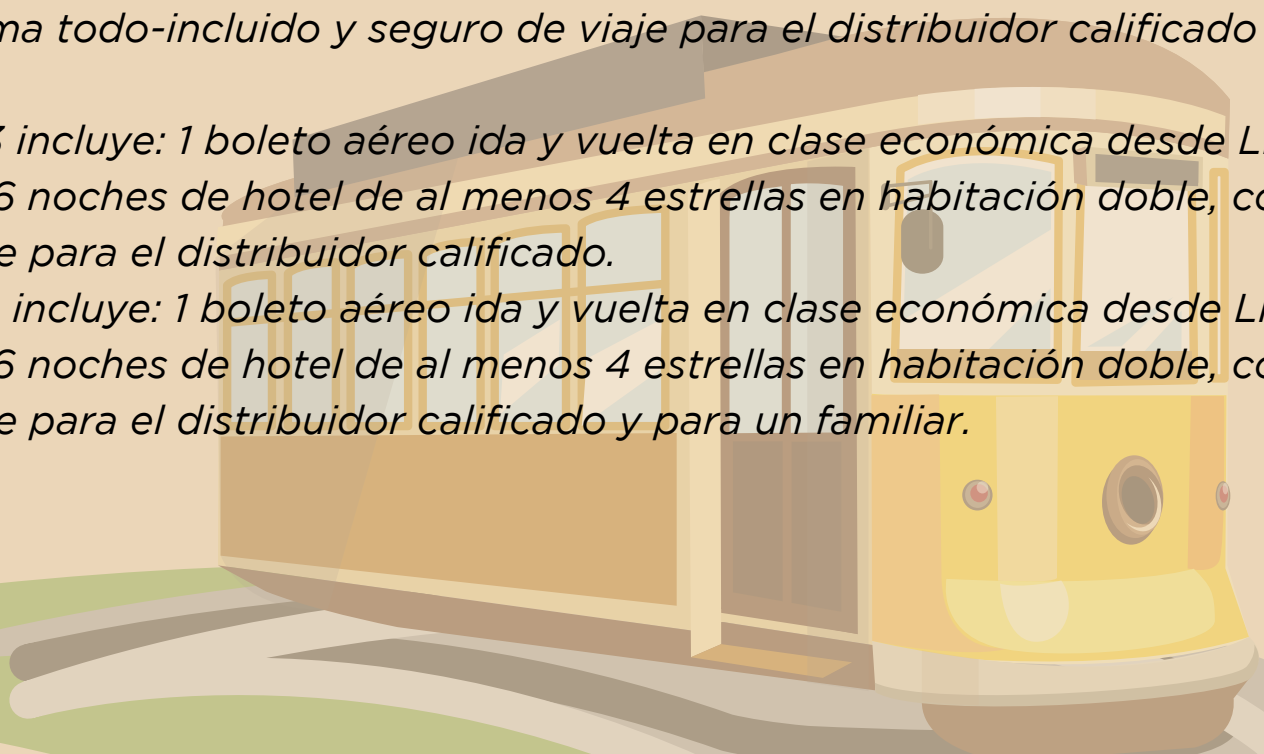 todo-incluido y seguro de viaje para el distribuidor calificado
incluye: 1 boleto aéreo ida y vuelta en clase económica desde
6 noches de hotel de al menos 4 estrellas en habitación doble,
para el distribuidor calificado.
incluye: 1 boleto aéreo ida y vuelta en clase económica desde
6 noches de hotel de al menos 4 estrellas en habitación doble,
para el distribuidor calificado y para un familiar.